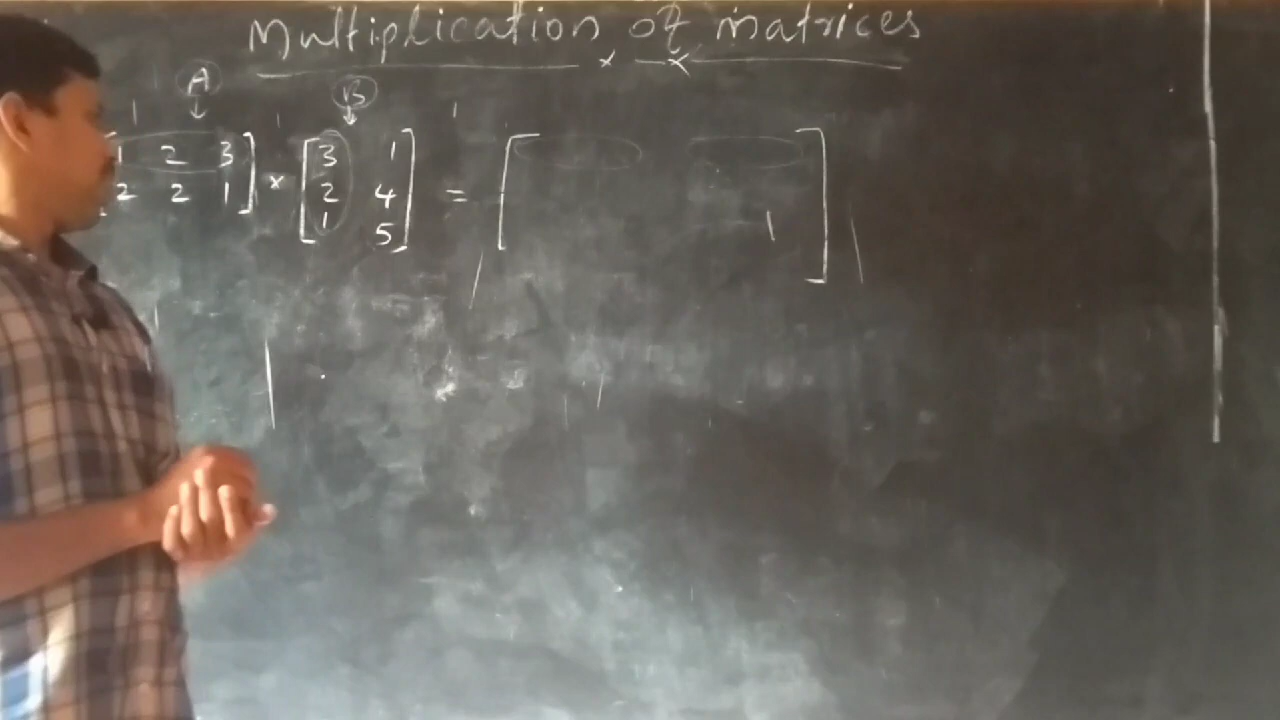 Multiplication of matrices
A B
[1 2 3
2 2 1] × [3 1
2 4
1 5] = [ ]